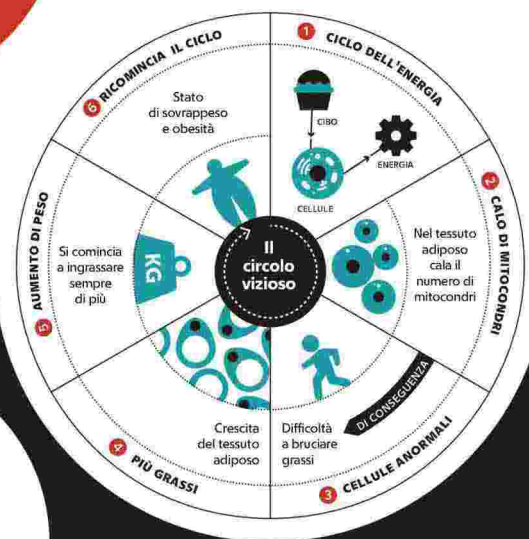 Il
circolo
vizioso
1 CICLO DELL'ENERGIA
CIBO
ENERGIA
CELLULE
2 CALO DI MITOCONDRI
Nel tessuto
adiposo
cala il
numero di
mitocondri
DI CONSEGUENZA
3 CELLULE ANORMALI
Difficoltà
a bruciare
grassi
4 PIÙ GRASSI
Crescita
del tessuto
adiposo
5 AUMENTO DI PESO
Si comincia
a ingrassare
sempre
di più
KG
6 RICOMINCIA IL CICLO
Stato
di sovrappeso
e obesità